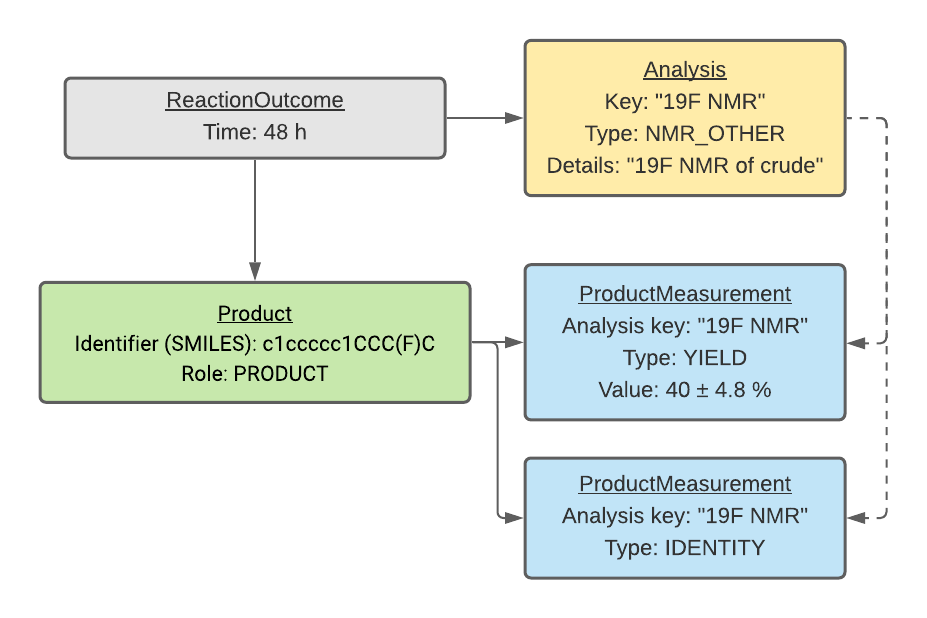 ReactionOutcome
Time: 48 h
Analysis
Key: "19F NMR"
Type: NMR_OTHER
Details: "19F NMR of crude"
Product
Identifier (SMILES): c1ccccc1CCC(F)C
Role: PRODUCT
ProductMeasurement
Analysis key: "19F NMR"
Type: YIELD
Value: 40 ± 4.8 %
ProductMeasurement
Analysis key: "19F NMR"
Type: IDENTITY